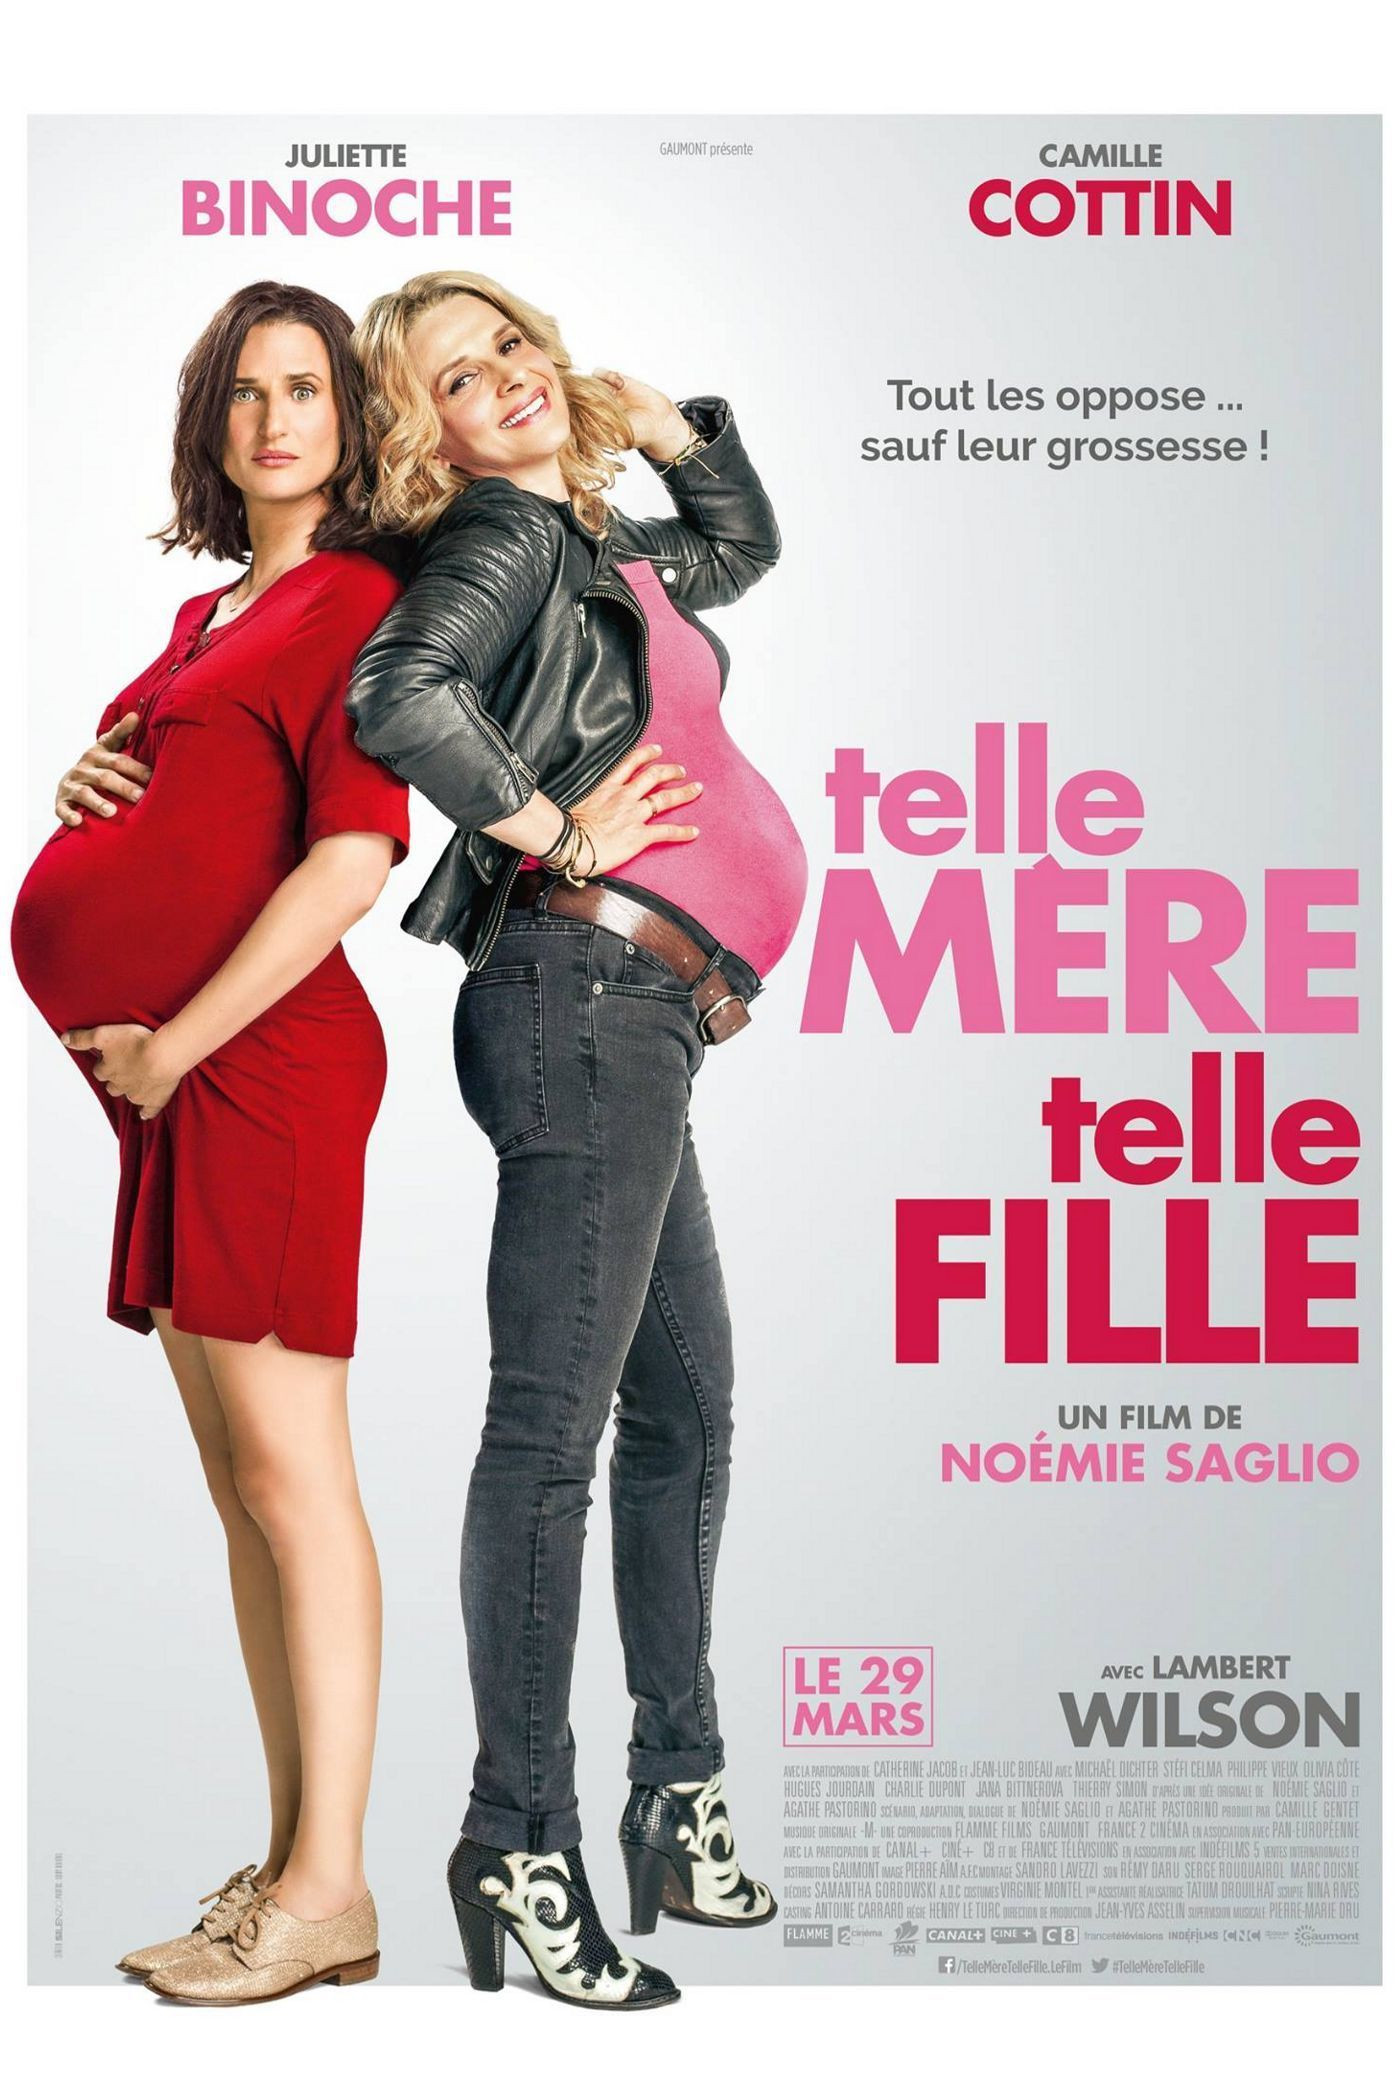 GAUMONT présente
JULIETTE
BINOCHE
CAMILLE
COTTIN
Tout les oppose ...
sauf leur grossesse !
telle
MÈRE
telle
FILLE
UN FILM DE
NOÉMIE SAGLIO
LE 29
MARS
AVEC LAMBERT
WILSON
AVEC LA PARTICIPATION DE CATHERINE JACOB ET JEAN-LUC BIDEAU AVEC MICHAËL DICHTER STÉFI CELMA PHILIPPE VIEUX OLIVIA CÔTE
HUGUES JOURDAIN CHARLIE DUPONT JANA BITTNEROVA THIERRY SIMON D'APRÈS UNE IDÉE ORIGINALE DE NOÉMIE SAGLIO ET
AGATHE PASTORINO SCÉNARIO, ADAPTATION, DIALOGUE DE NOÉMIE SAGLIO ET AGATHE PASTORINO PRODUIT PAR CAMILLE GENTET
MUSIQUE ORIGINALE -M- UNE COPRODUCTION FLAMME FILMS GAUMONT FRANCE 2 CINÉMA EN ASSOCIATION AVEC PAN-EUROPÉENNE
AVEC LA PARTICIPATION DE CANAL+ CINÉ+ C8 ET DE FRANCE TÉLÉVISIONS EN ASSOCIATION AVEC INDÉFILMS 5 VENTES INTERNATIONALES ET
DISTRIBUTION GAUMONT IMAGE PIERRE AÏM A.F.C MONTAGE SANDRO LAVEZZI SON RÉMY DARU SERGE ROUQUAIROL MARC DOISNE
DÉCORS SAMANTHA GORDOWSKI A.D.C COSTUMES VIRGINIE MONTEL 1ER ASSISTANTE RÉALISATRICE TATUM DROUILHAT SCRIPTE NINA RIVES
CASTING ANTOINE CARRARD RÉGIE HENRY LE TURC DIRECTION DE PRODUCTION JEAN-YVES ASSELIN SUPERVISION MUSICALE PIERRE-MARIE DRU
FLAMME 2 cinéma PAN CANAL+ CINE+ C8 francetélévisions INDÉFILMS CNC Gaumont
/TelleMèreTelleFille.LeFilm #TelleMèreTelleFille